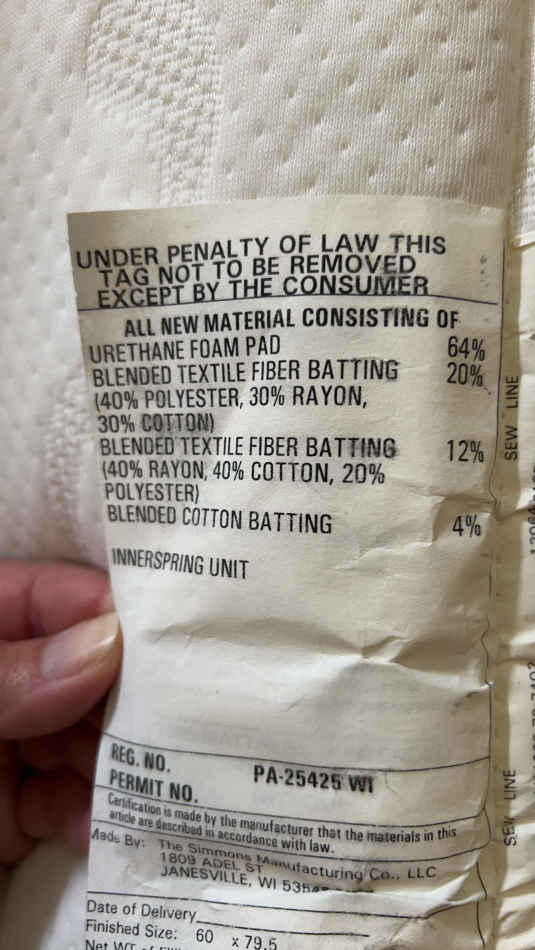 UNDER PENALTY OF LAW THIS
TAG NOT TO BE REMOVED
EXCEPT BY THE CONSUMER
ALL NEW MATERIAL CONSISTING OF
URETHANE FOAM PAD 64%
BLENDED TEXTILE FIBER BATTING 20%
(40% POLYESTER, 30% RAYON,
30% COTTON)
BLENDED TEXTILE FIBER BATTING 12%
(40% RAYON, 40% COTTON, 20%
POLYESTER)
BLENDED COTTON BATTING 4%
INNERSPRING UNIT
REG. NO.
PERMIT NO. PA-25425 WI
Certification is made by the manufacturer that the materials in this
article are described in accordance with law.
Made By: The Simmons Manufacturing Co., LLC
1809 ADEL ST
JANESVILLE, WI
Date of Delivery
Finished Size: 60 x 79.5
Net WT. of
SEW LINE
SEW LINE